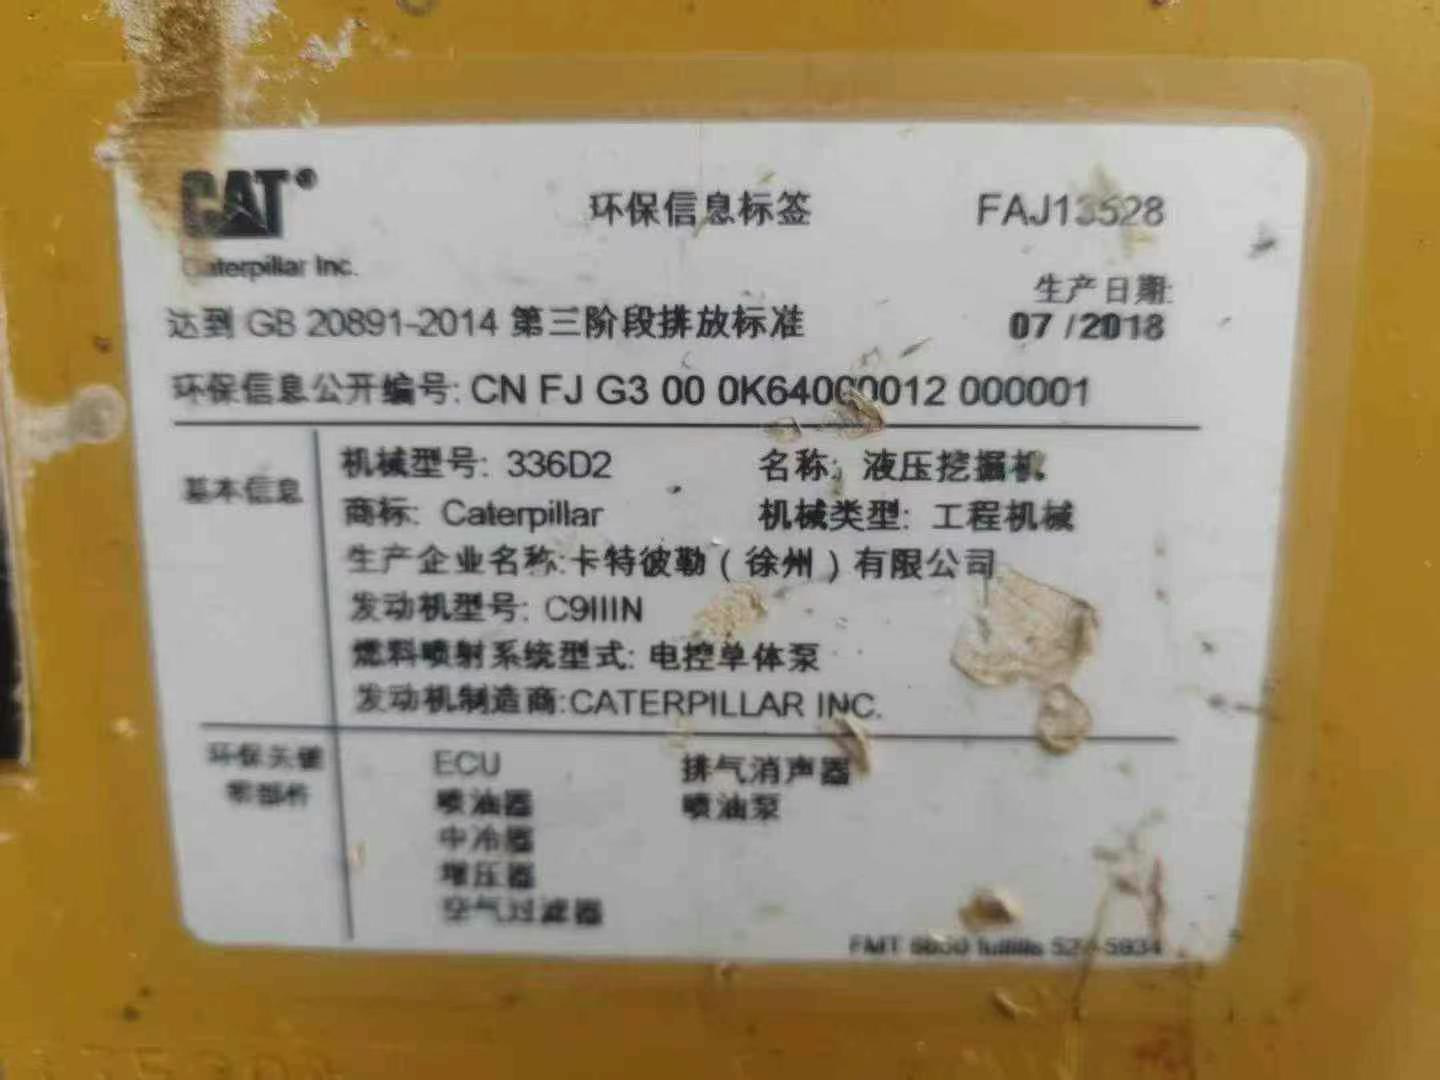 CAT®
环保信息标签
FAJ13528
Caterpillar Inc.
生产日期:
07 /2018
达到 GB 20891-2014 第三阶段排放标准
环保信息公开编号: CN FJ G3 00 0K64000012 000001
基本信息
机械型号: 336D2
名称: 液压挖掘机
商标: Caterpillar
机械类型: 工程机械
生产企业名称:卡特彼勒（徐州）有限公司
发动机型号: C9IIIN
燃料喷射系统型式: 电控单体泵
发动机制造商:CATERPILLAR INC.
环保关键
零部件
ECU
排气消声器
喷油器
喷油泵
中冷器
增压器
空气过滤器
FMT